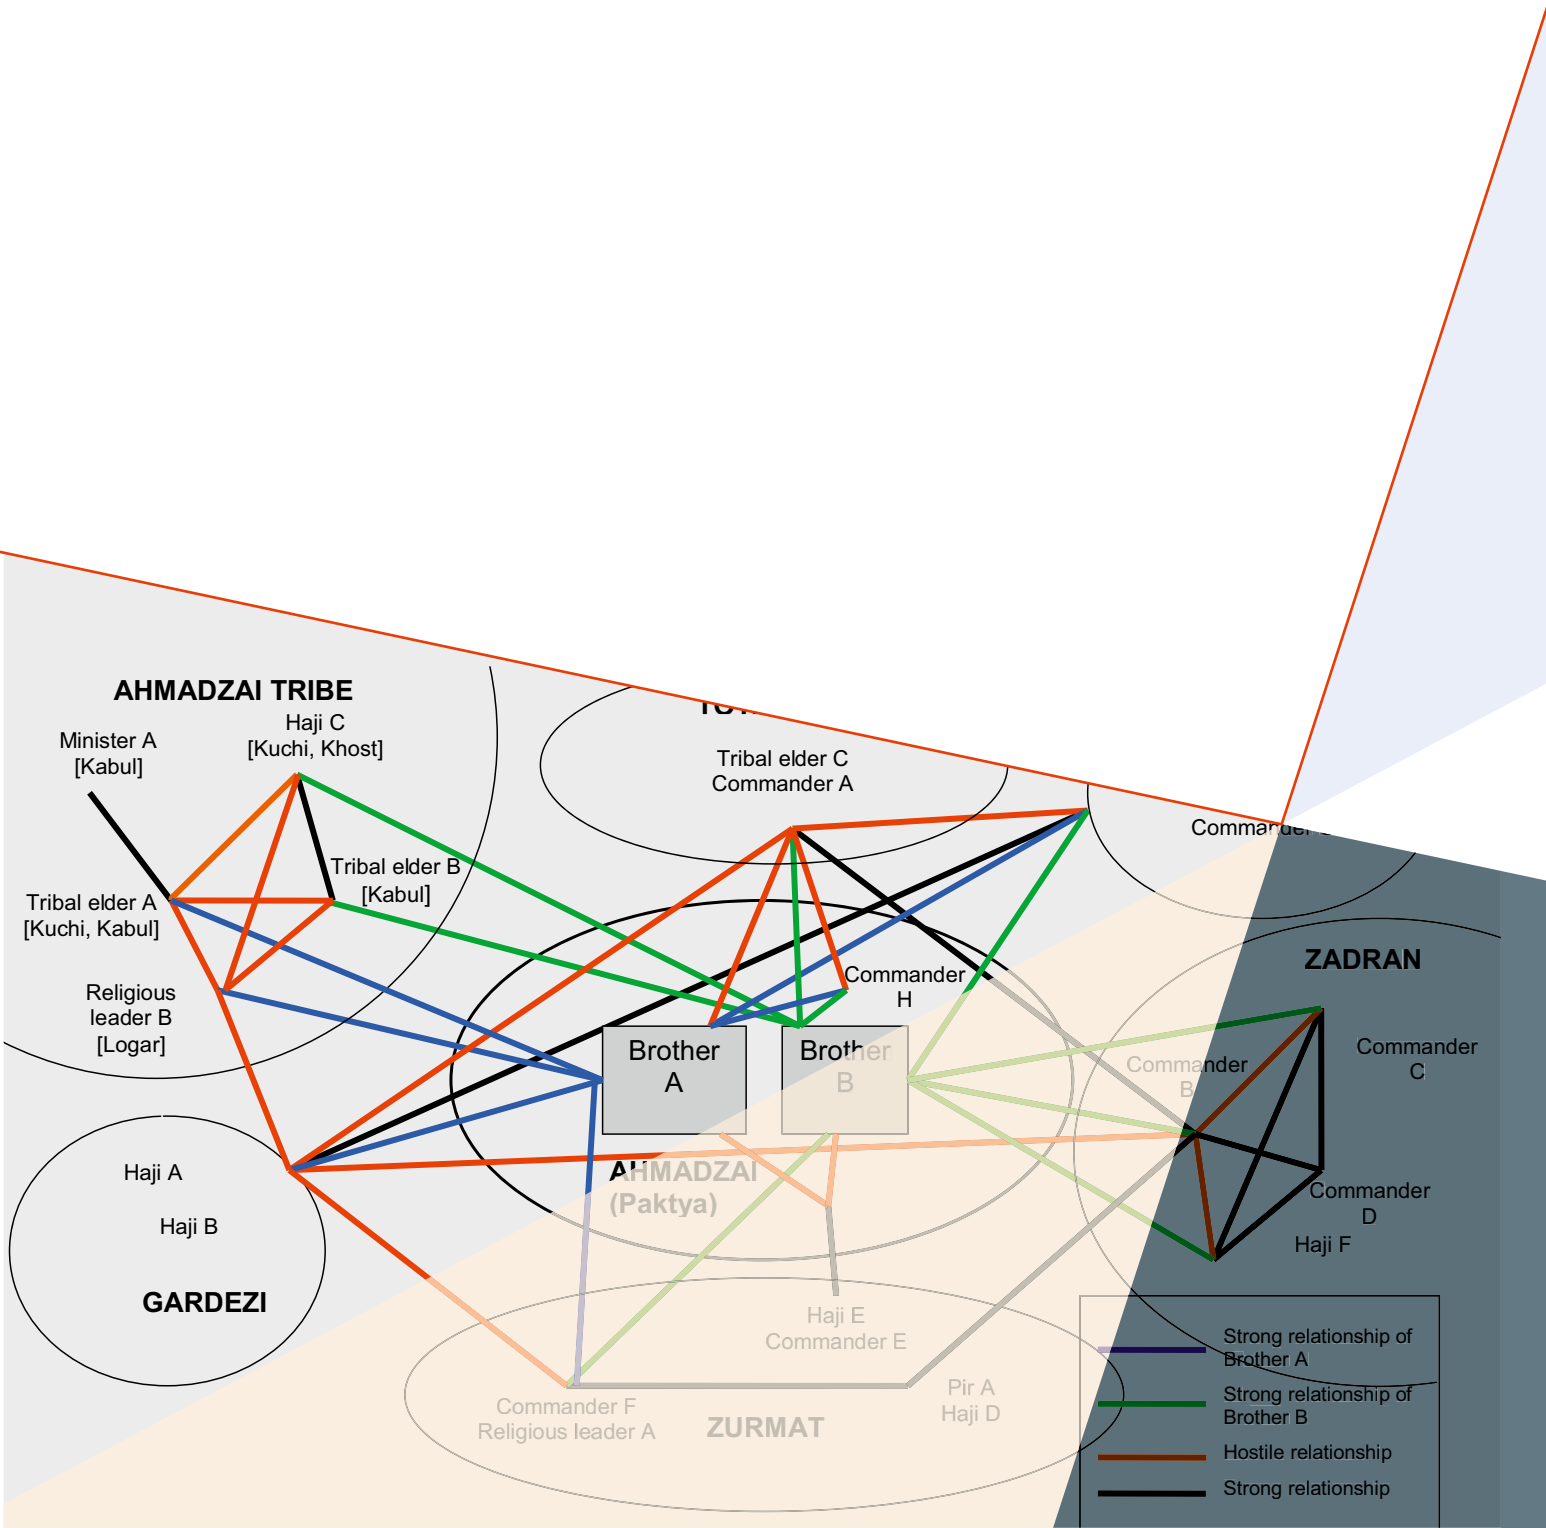 AHMADZAI TRIBE
Haji C
[Kuchi, Khost]
Minister A
[Kabul]
Tribal elder C
Commander A
Commander
Tribal elder B
[Kabul]
Tribal elder A
[Kuchi, Kabul]
Religious
leader B
[Logar]
Commander
H
ZADRAN
Brother
A
Brother
B
Commander
B
Commander
C
AHMADZAI
(Paktya)
Haji A
Haji B
GARDEZI
Commander
D
Haji F
Haji E
Commander E
Pir A
Haji D
Commander F
Religious leader A
ZURMAT
Strong relationship of
Brother A
Strong relationship of
Brother B
Hostile relationship
Strong relationship